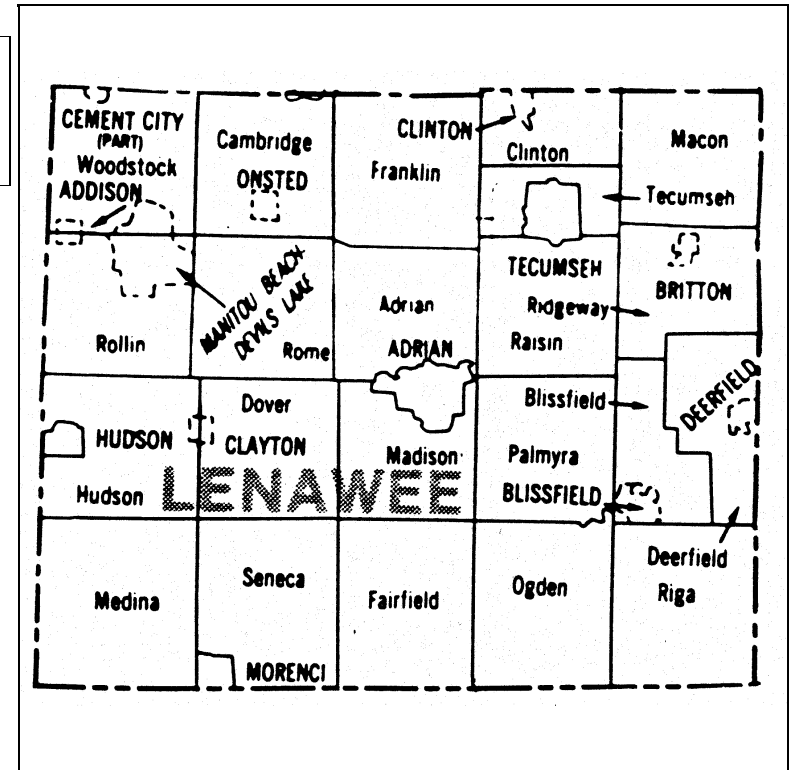 CEMENT CITY
(PART)
Woodstock
ADDISON
Cambridge
ONSTED
CLINTON
Franklin
Clinton
Macon
Tecumseh
TECUMSEH
BRITTON
Ridgeway
MANITOU BEACH-
DEVILS LAKE
Rollin
Rome
Adrian
ADRIAN
Raisin
DEERFIELD
Dover
Blissfield
HUDSON
CLAYTON
Madison
Palmyra
Hudson
LENAWEE
BLISSFIELD
Deerfield
Riga
Medina
Seneca
Fairfield
Ogden
MORENCI